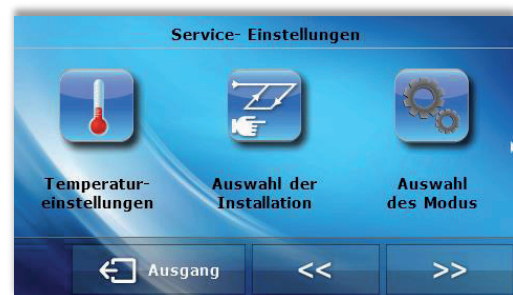 Service- Einstellungen
Temperatur-
einstellungen
Auswahl der
Installation
Auswahl
des Modus
Ausgang
<<
>>